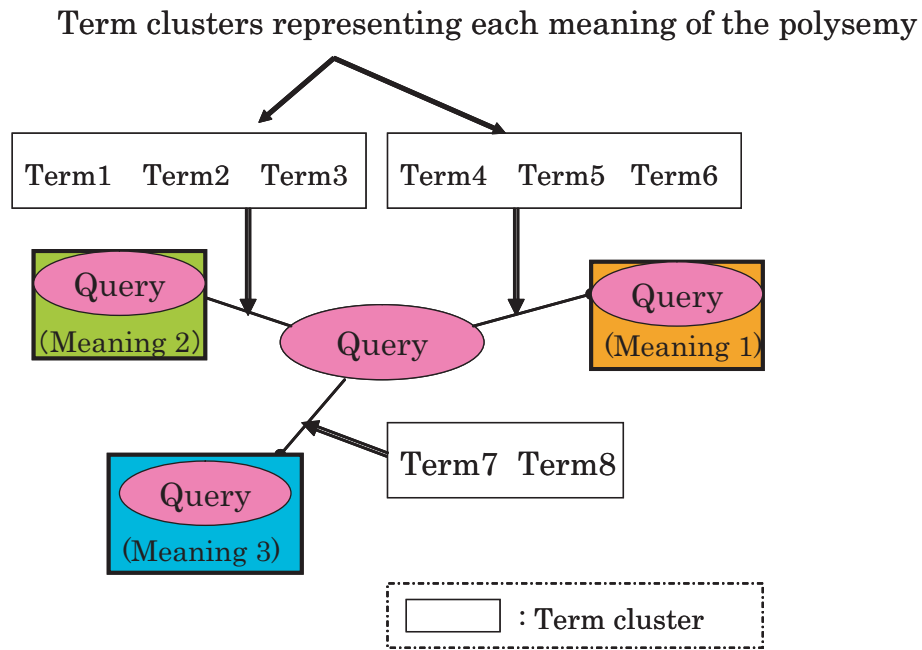 Term clusters representing each meaning of the polysemy
Term1 Term2 Term3
Term4 Term5 Term6
Query
(Meaning 2)
Query
(Meaning 1)
Query
Term7 Term8
Query
(Meaning 3)
: Term cluster